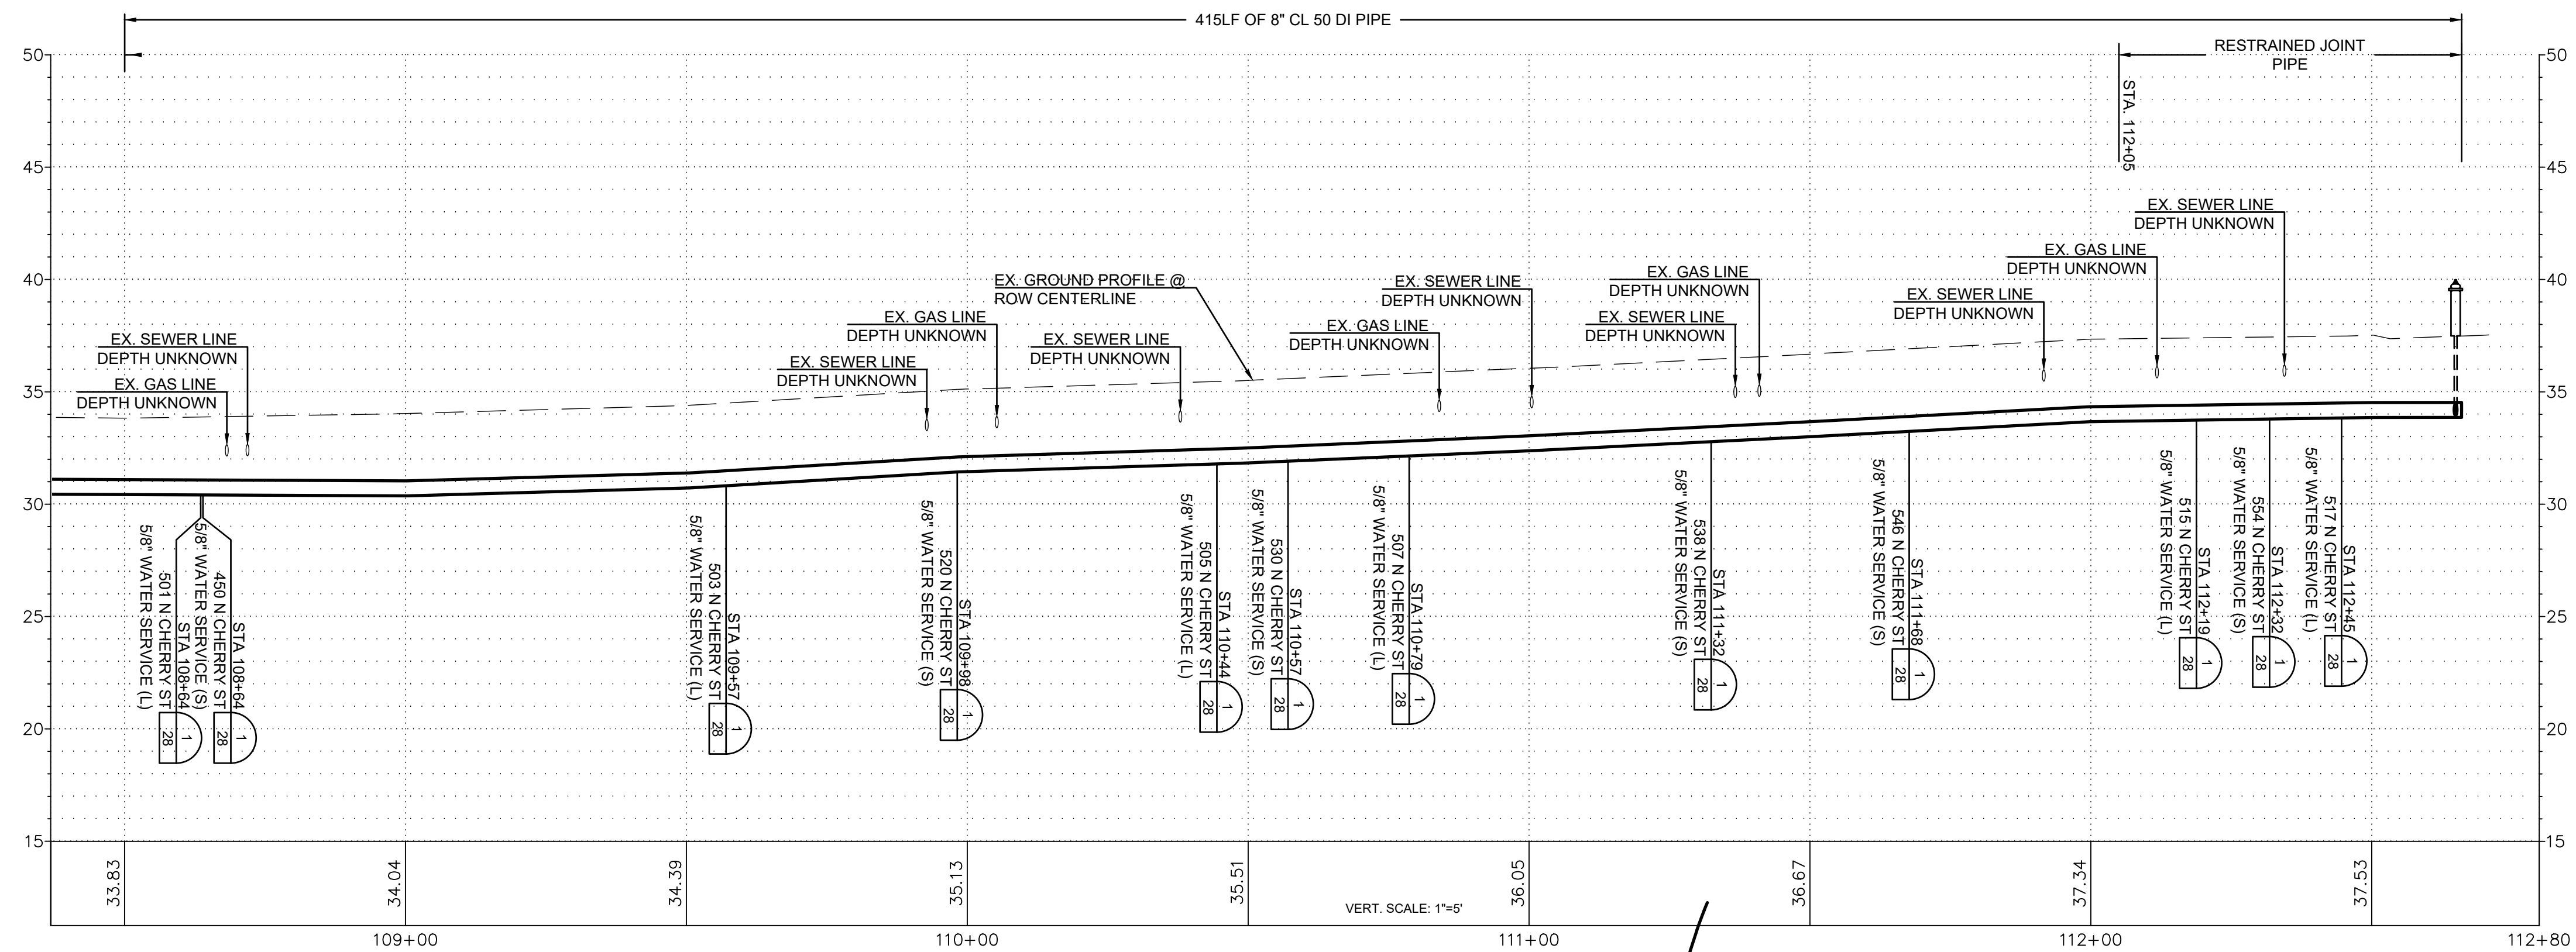 415LF OF 8" CL 50 DI PIPE
RESTRAINED JOINT
PIPE
STA. 112+05
50
45
40
35
30
25
20
15
50
45
40
35
30
25
20
15
EX. SEWER LINE
DEPTH UNKNOWN
EX. GAS LINE
DEPTH UNKNOWN
EX. SEWER LINE
DEPTH UNKNOWN
EX. GAS LINE
DEPTH UNKNOWN
EX. GROUND PROFILE @
ROW CENTERLINE
EX. SEWER LINE
DEPTH UNKNOWN
EX. GAS LINE
DEPTH UNKNOWN
EX. SEWER LINE
DEPTH UNKNOWN
EX. GAS LINE
DEPTH UNKNOWN
EX. SEWER LINE
DEPTH UNKNOWN
EX. SEWER LINE
DEPTH UNKNOWN
EX. GAS LINE
DEPTH UNKNOWN
EX. SEWER LINE
DEPTH UNKNOWN
STA 108+64
501 N CHERRY ST
5/8" WATER SERVICE (L)
1
28
STA 108+64
450 N CHERRY ST
5/8" WATER SERVICE (S)
1
28
STA 109+57
503 N CHERRY ST
5/8" WATER SERVICE (L)
1
28
STA 109+98
520 N CHERRY ST
5/8" WATER SERVICE (S)
1
28
STA 110+44
505 N CHERRY ST
5/8" WATER SERVICE (L)
1
28
STA 110+57
530 N CHERRY ST
5/8" WATER SERVICE (S)
1
28
STA 110+79
507 N CHERRY ST
5/8" WATER SERVICE (L)
1
28
STA 111+32
538 N CHERRY ST
5/8" WATER SERVICE (S)
1
28
STA 111+68
546 N CHERRY ST
5/8" WATER SERVICE (S)
1
28
STA 112+19
515 N CHERRY ST
5/8" WATER SERVICE (L)
1
28
STA 112+32
554 N CHERRY ST
5/8" WATER SERVICE (S)
1
28
STA 112+45
517 N CHERRY ST
5/8" WATER SERVICE (L)
1
28
33.83
34.04
34.39
35.13
35.51
36.05
36.67
37.34
37.53
VERT. SCALE: 1"=5'
109+00
110+00
111+00
112+00
112+80